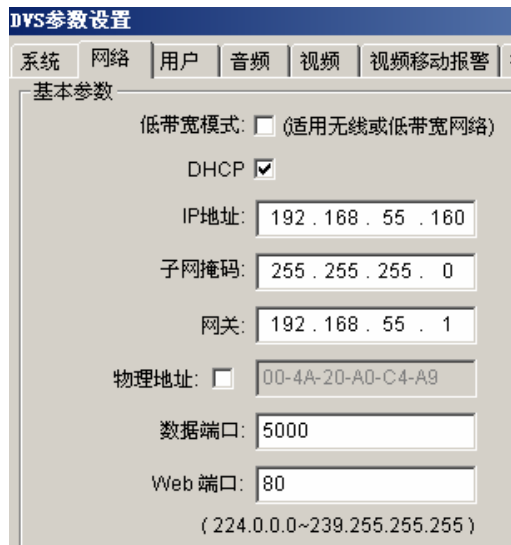 DVS参数设置
系统 网络 用户 音频 视频 视频移动报警
基本参数
低带宽模式: (适用无线或低带宽网络)
DHCP
IP地址: 192 . 168 . 55 . 160
子网掩码: 255 . 255 . 255 . 0
网关: 192 . 168 . 55 . 1
物理地址: 00-4A-20-A0-C4-A9
数据端口: 5000
Web 端口: 80
( 224.0.0.0~239.255.255.255 )